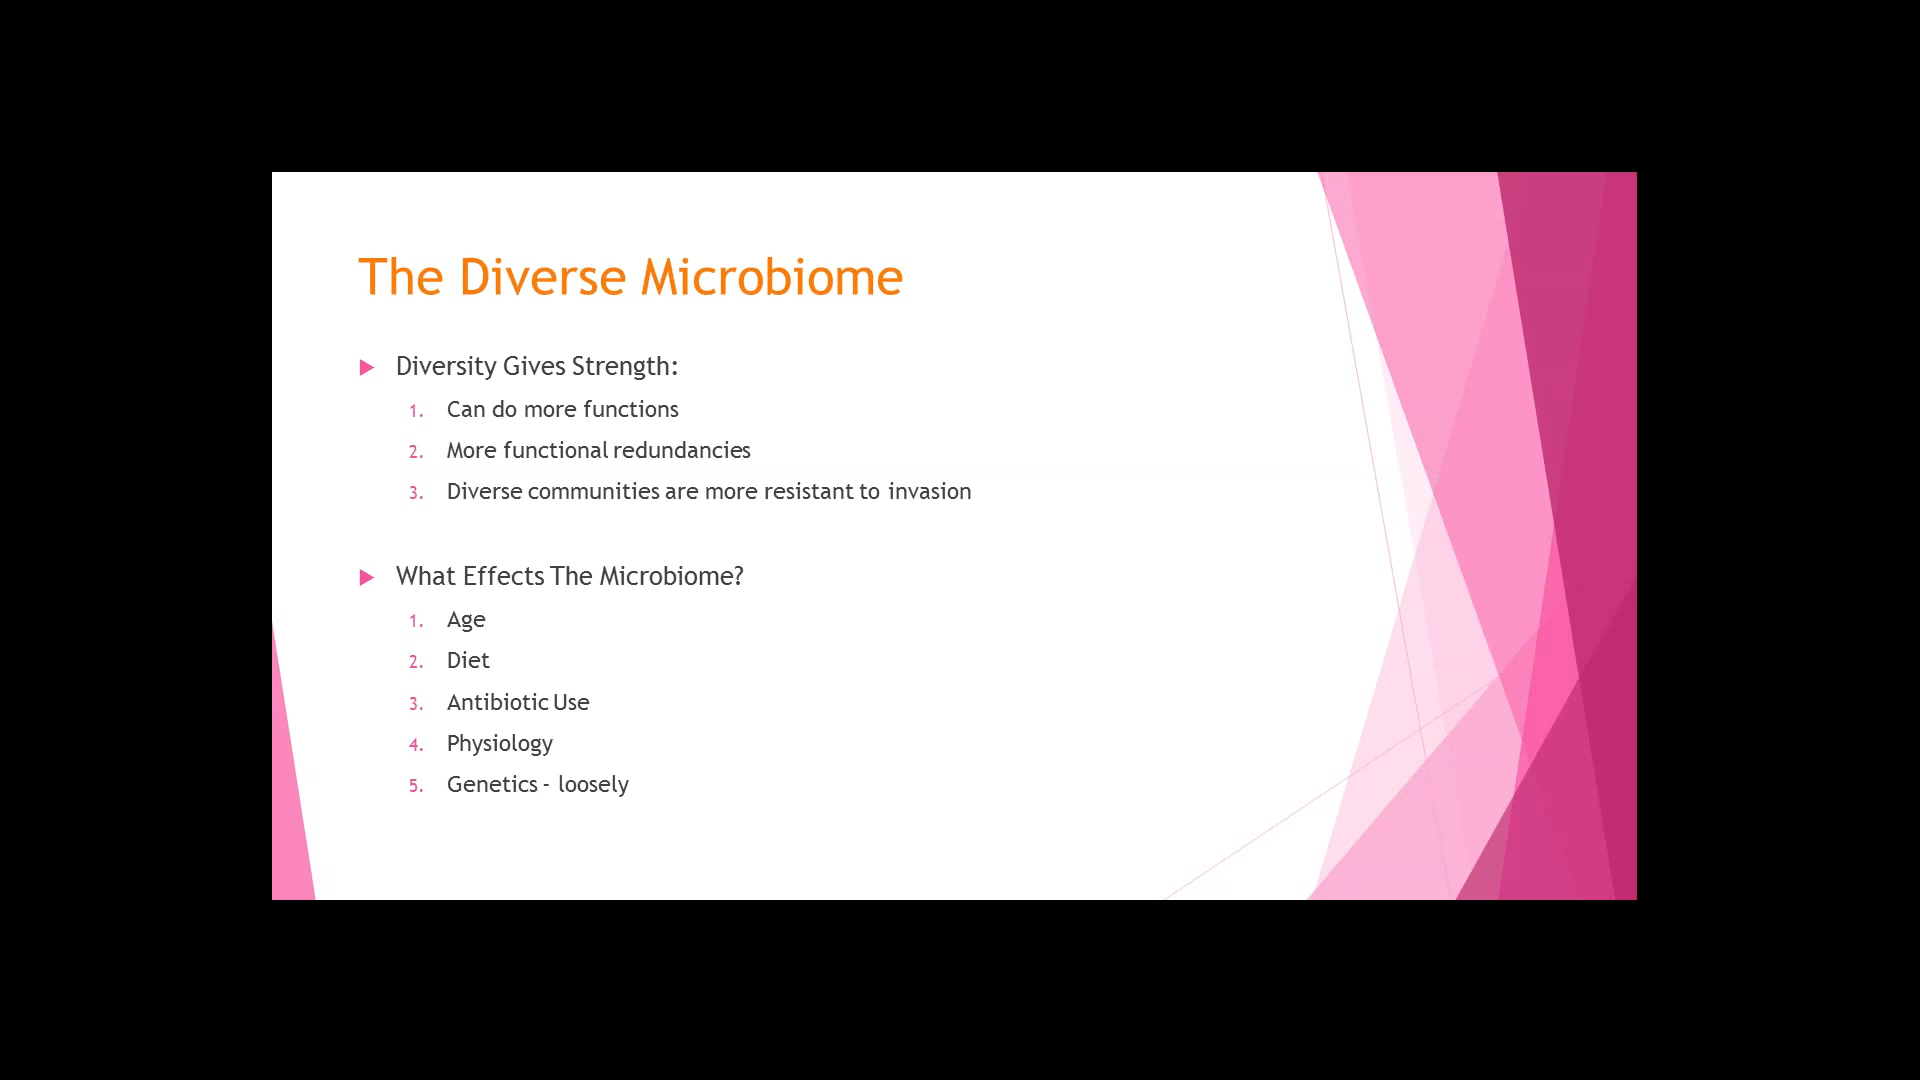 The Diverse Microbiome
Diversity Gives Strength:
1. Can do more functions
2. More functional redundancies
3. Diverse communities are more resistant to invasion
What Effects The Microbiome?
1. Age
2. Diet
3. Antibiotic Use
4. Physiology
5. Genetics - loosely